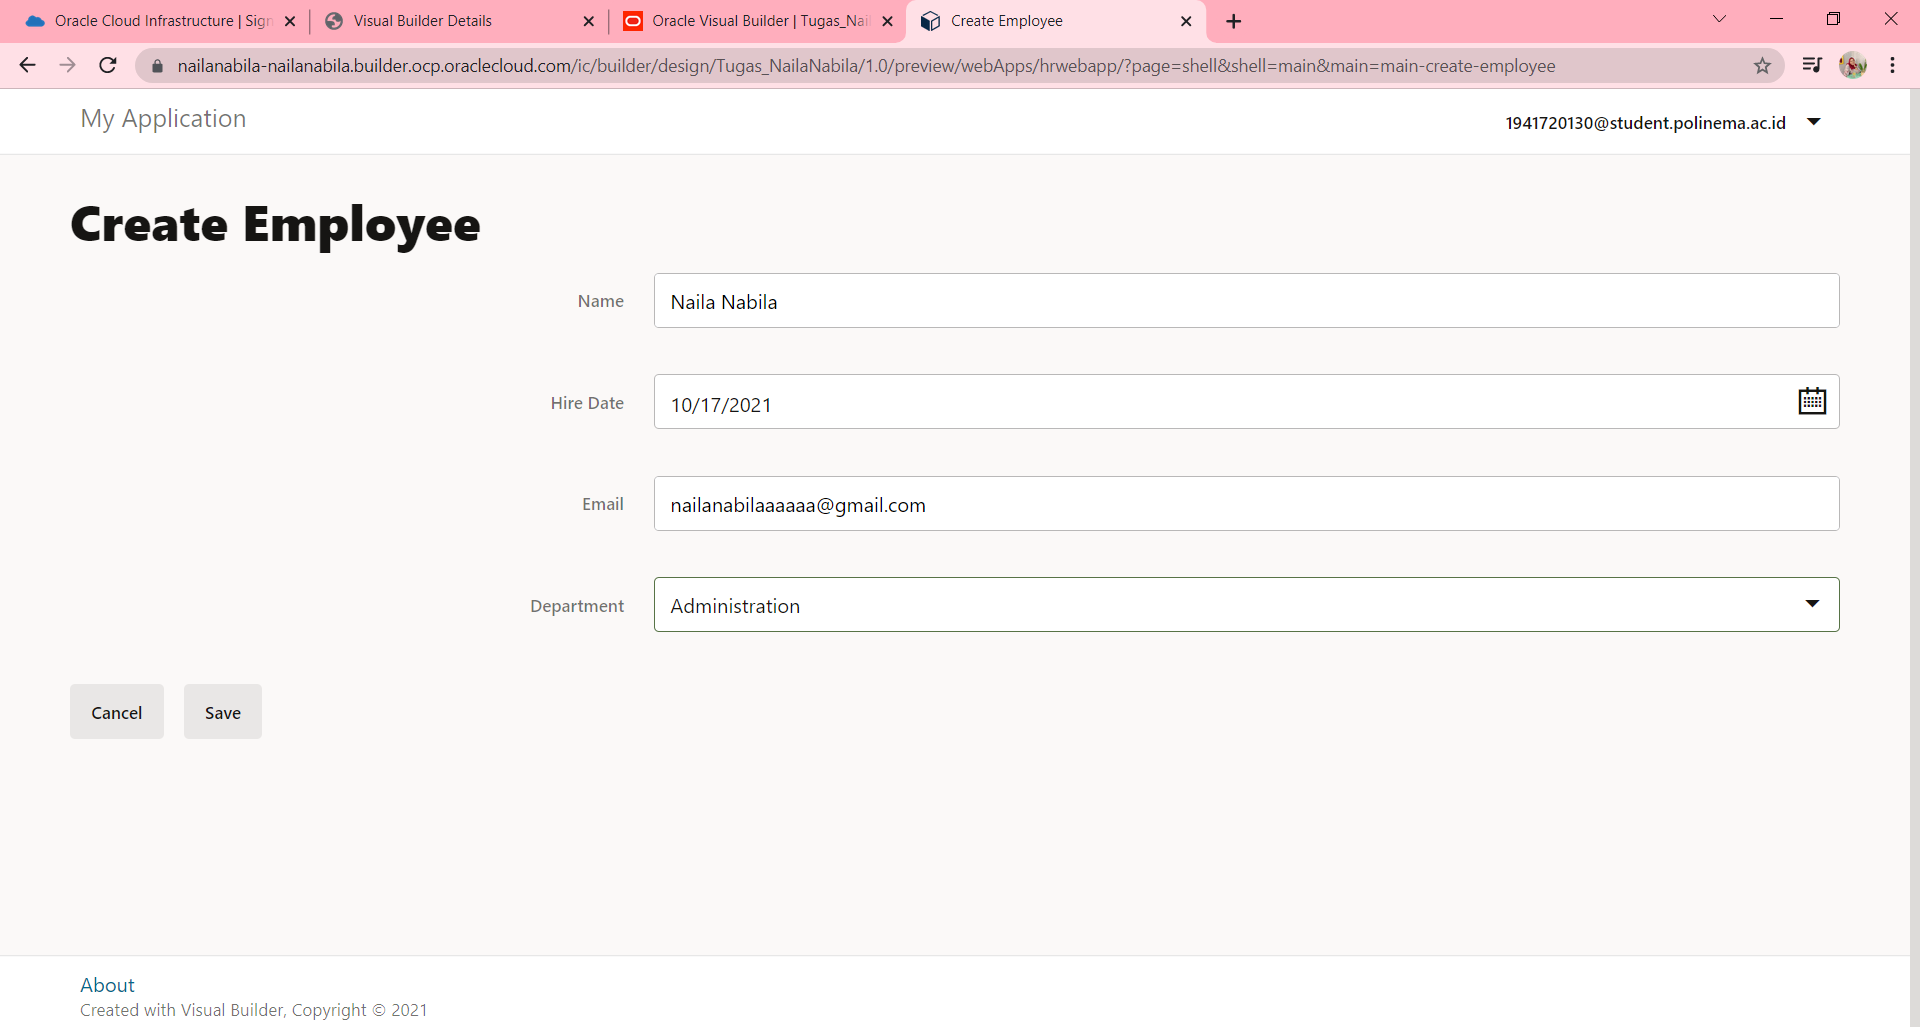 Oracle Cloud Infrastructure | Sign
Visual Builder Details
Oracle Visual Builder | Tugas_Nail
Create Employee
nailanabila-nailanabila.builder.ocp.oraclecloud.com/ic/builder/design/Tugas_NailaNabila/1.0/preview/webApps/hrwebapp/?page=shell&shell=main&main=main-create-employee
My Application
1941720130@student.polinema.ac.id
Create Employee
Name
Naila Nabila
Hire Date
10/17/2021
Email
nailanabilaaaaaa@gmail.com
Department
Administration
Cancel
Save
About
Created with Visual Builder, Copyright © 2021